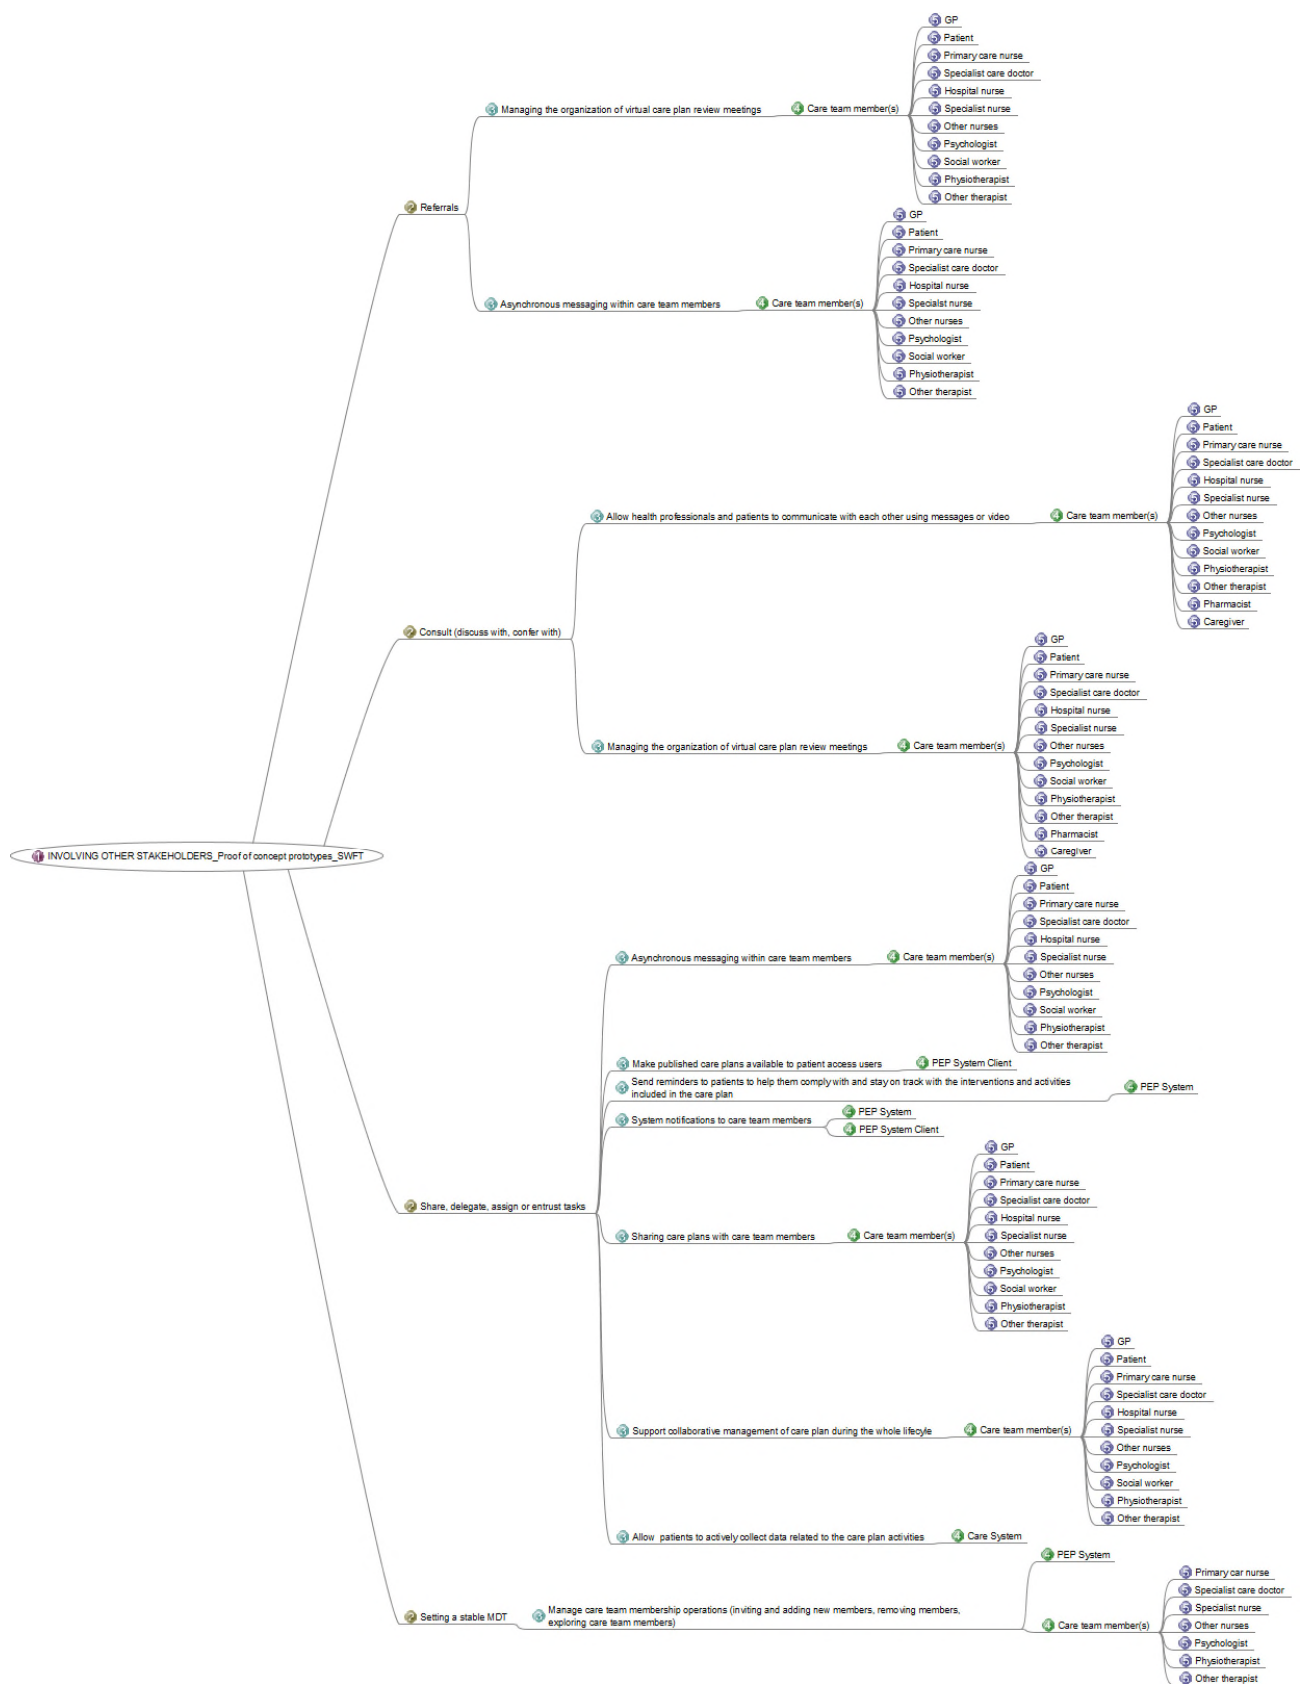 INVOLVING OTHER STAKEHOLDERS_Proof of concept prototypes_SWFT
Referrals
Managing the organization of virtual care plan review meetings
Care team member(s)
GP
Patient
Primary care nurse
Specialist care doctor
Hospital nurse
Specialist nurse
Other nurses
Psychologist
Social worker
Physiotherapist
Other therapist
Asynchronous messaging within care team members
Care team member(s)
GP
Patient
Primary care nurse
Specialist care doctor
Hospital nurse
Specialst nurse
Other nurses
Psychologist
Social worker
Physiotherapist
Other therapist
Consult (discuss with, confer with)
Allow health professionals and patients to communicate with each other using messages or video
Care team member(s)
GP
Patient
Primary care nurse
Specialist care doctor
Hospital nurse
Specialist nurse
Other nurses
Psychologist
Social worker
Physiotherapist
Other therapist
Pharmacist
Caregiver
Managing the organization of virtual care plan review meetings
Care team member(s)
GP
Patient
Primary care nurse
Specialist care doctor
Hospital nurse
Specialist nurse
Other nurses
Psychologist
Social worker
Physiotherapist
Other therapist
Pharmacist
Caregiver
Share, delegate, assign or entrust tasks
Asynchronous messaging within care team members
Care team member(s)
GP
Patient
Primary care nurse
Specialist care doctor
Hospital nurse
Specialist nurse
Other nurses
Psychologist
Social worker
Physiotherapist
Other therapist
Make published care plans available to patient access users
PEP System Client
Send reminders to patients to help them comply with and stay on track with the interventions and activities
included in the care plan
PEP System
System notifications to care team members
PEP System
PEP System Client
Sharing care plans with care team members
Care team member(s)
GP
Patient
Primary care nurse
Specialist care doctor
Hospital nurse
Specialist nurse
Other nurses
Psychologist
Social worker
Physiotherapist
Other therapist
Support collaborative management of care plan during the whole lifecyle
Care team member(s)
GP
Patient
Primary care nurse
Specialist care doctor
Hospital nurse
Specialist nurse
Other nurses
Psychologist
Social worker
Physiotherapist
Other therapist
Allow patients to actively collect data related to the care plan activities
Care System
Setting a stable MDT
Manage care team membership operations (inviting and adding new members, removing members,
exploring care team members)
PEP System
Care team member(s)
Primary car nurse
Specialist care doctor
Specialist nurse
Other nurses
Psychologist
Physiotherapist
Other therapist